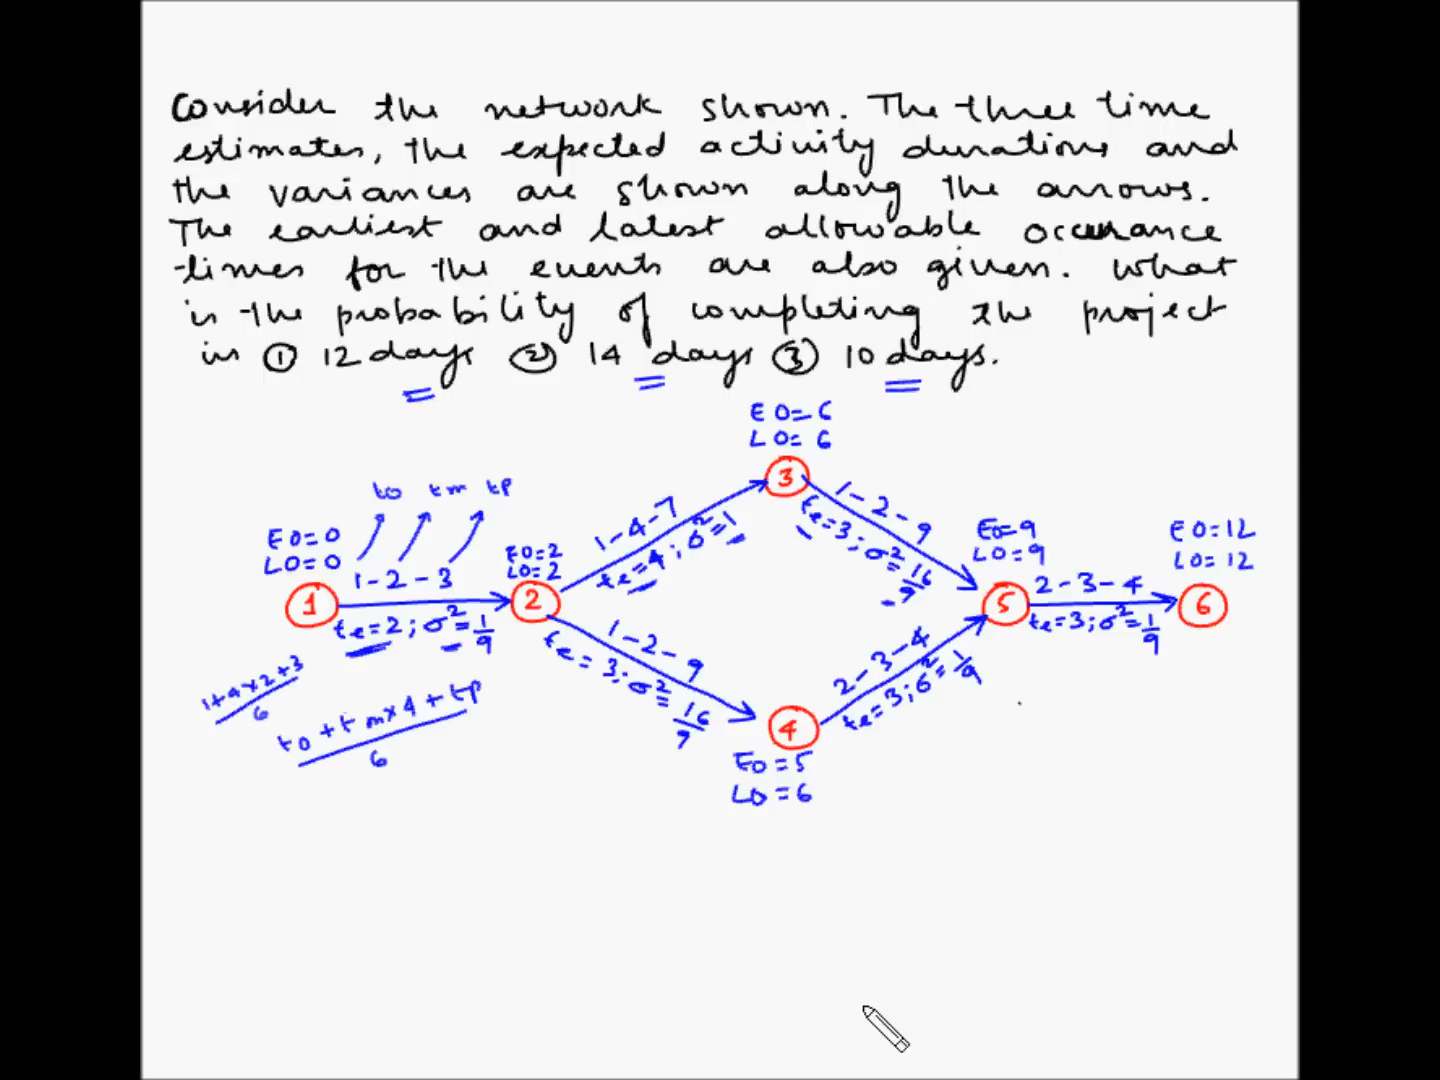 Consider the network shown. The three time
estimates, the expected activity durations and
the variances are shown along the arrows.
The earliest and latest allowable occurance
times for the events are also given. What
is the probability of completing the project
in ① 12 days ② 14 days ③ 10 days.
EO=6
LO=6
to tm tp
EO=0
LO=0
1-2-3
1
te=2; σ²=1/9
EO=2
LO=2
2
1-4-7
te=4; σ²=1
3
1-2-9
te=3; σ²=16/9
1-2-9
te=3; σ²=16/9
4
EO=5
LO=6
2-3-4
te=3; σ²=1/9
EO=9
LO=9
5
2-3-4
te=3; σ²=1/9
EO=12
LO=12
6
1+4×2+3
6
to+tm×4+tp
6